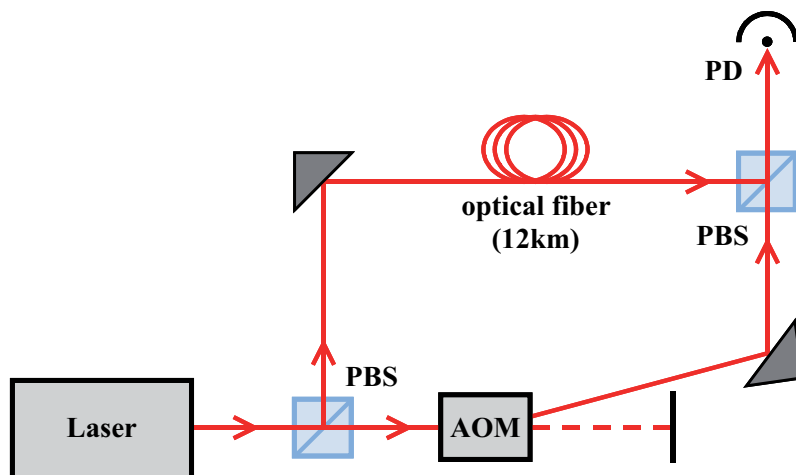 PD
optical fiber
(12km)
PBS
PBS
Laser
AOM